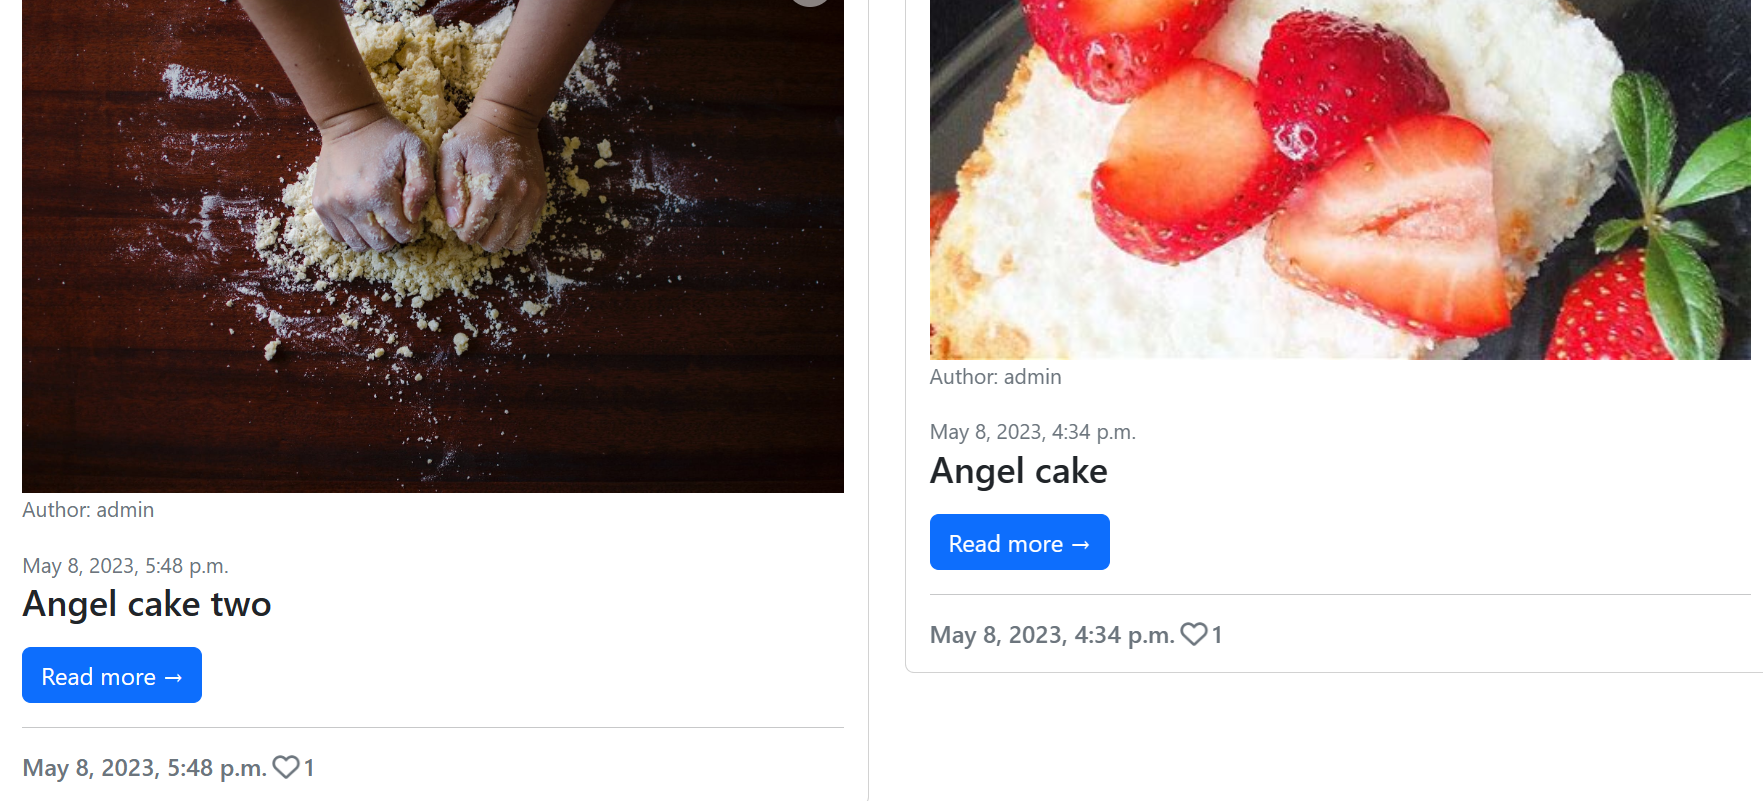 Author: admin
May 8, 2023, 5:48 p.m.
Angel cake two
Read more →
May 8, 2023, 5:48 p.m. 1
Author: admin
May 8, 2023, 4:34 p.m.
Angel cake
Read more →
May 8, 2023, 4:34 p.m. 1